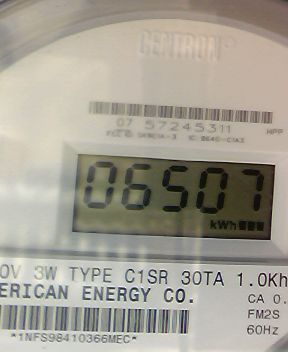 CENTRON®
07 57245311
HPP
06507
kWh
0V 3W TYPE C1SR 30TA 1.0Kh
ERICAN ENERGY CO.
CA 0.
FM2S
60Hz
*1NFS98410366MEC*